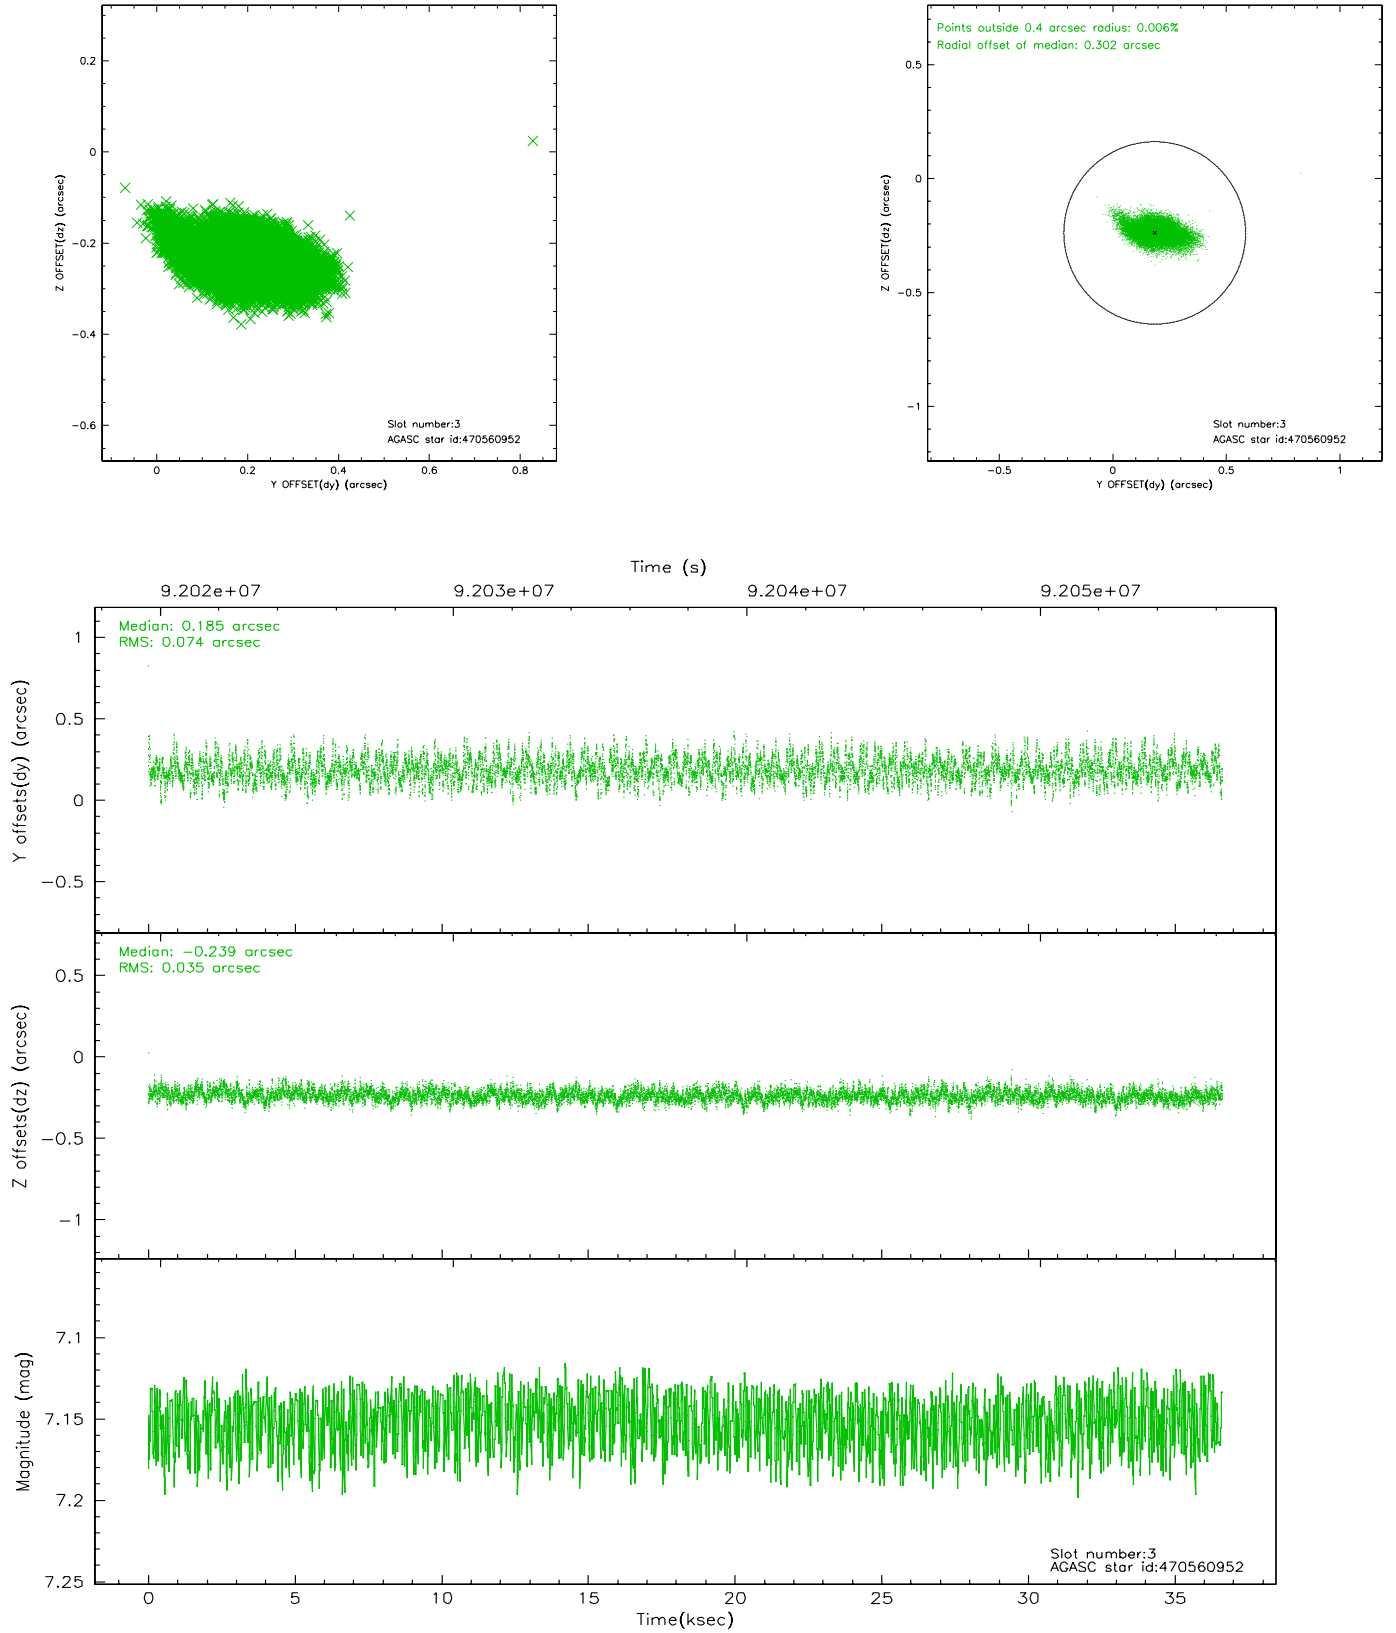 0.2
0
−0.2
−0.4
−0.6
Z OFFSET(dz) (arcsec)
Slot number:3
AGASC star id:470560952
0 0.2 0.4 0.6 0.8
Y OFFSET(dy) (arcsec)
Points outside 0.4 arcsec radius: 0.006%
Radial offset of median: 0.302 arcsec
0.5
0
−0.5
−1
Z OFFSET(dz) (arcsec)
Slot number:3
AGASC star id:470560952
−0.5 0 0.5 1
Y OFFSET(dy) (arcsec)
Time (s)
9.202e+07 9.203e+07 9.204e+07 9.205e+07
Median: 0.185 arcsec
RMS: 0.074 arcsec
1
0.5
0
−0.5
Y offsets(dy) (arcsec)
Median: −0.239 arcsec
RMS: 0.035 arcsec
0.5
0
−0.5
−1
Z offsets(dz) (arcsec)
7.1
7.15
7.2
7.25
Magnitude (mag)
Slot number:3
AGASC star id:470560952
0 5 10 15 20 25 30 35
Time(ksec)